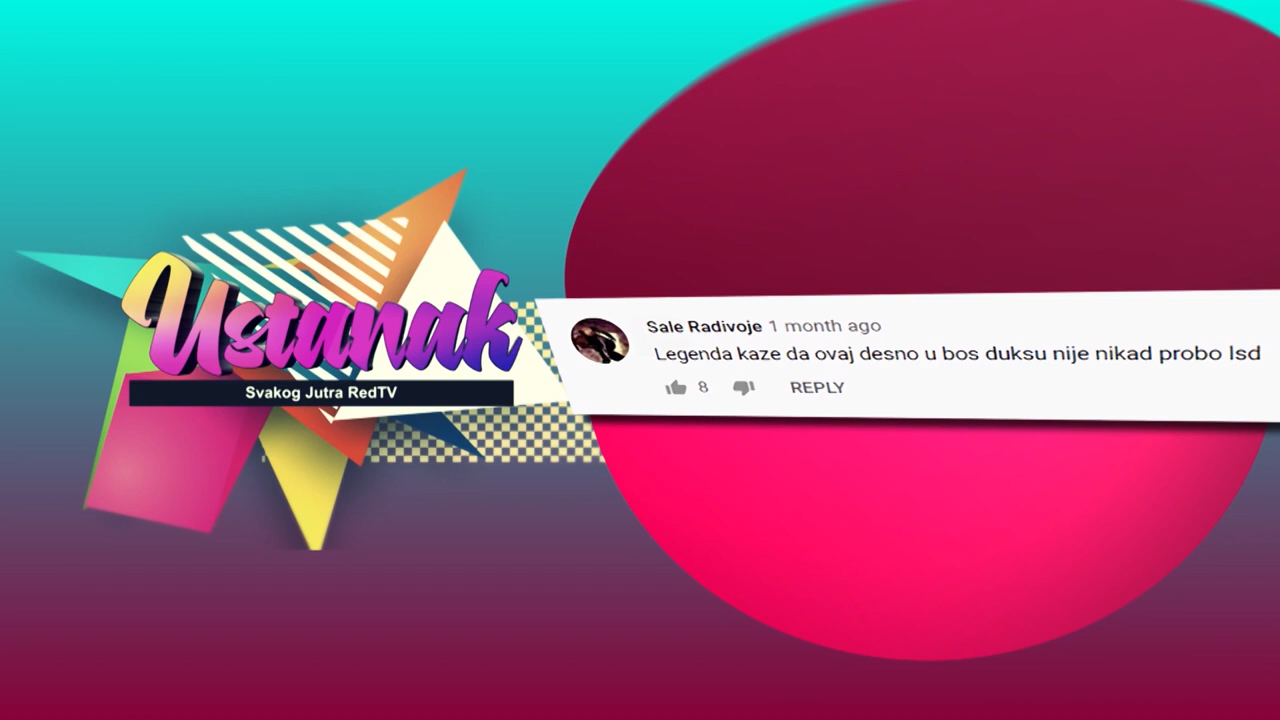 Ustanak
Svakog Jutra RedTV
Sale Radivoje 1 month ago
Legenda kaze da ovaj desno u bos duksu nije nikad probo lsd
8 REPLY